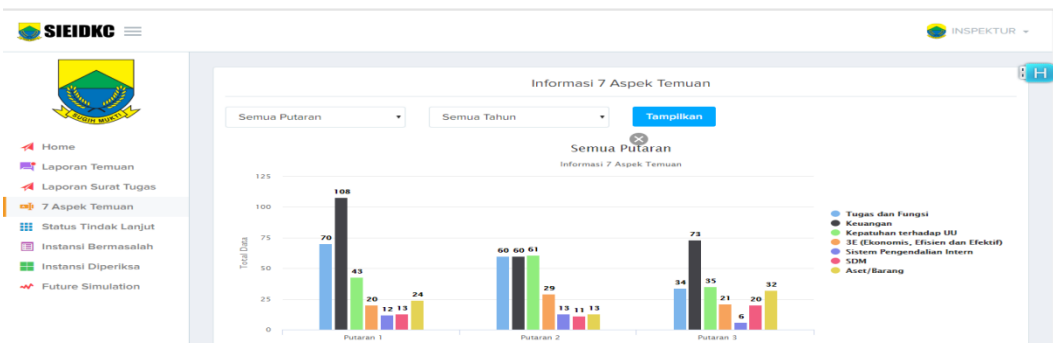 SIEIDKC
INSPEKTUR
SUGIH MUKTI
Home
Laporan Temuan
Laporan Surat Tugas
7 Aspek Temuan
Status Tindak Lanjut
Instansi Bermasalah
Instansi Diperiksa
Future Simulation
Informasi 7 Aspek Temuan
H
Semua Putaran
Semua Tahun
Tampilkan
Semua Putaran
Informasi 7 Aspek Temuan
Total Data
125
100
75
50
25
0
70
108
43
20
12
13
24
60
60
61
29
13
11
13
34
73
35
21
6
20
32
Putaran 1
Putaran 2
Putaran 3
Tugas dan Fungsi
Keuangan
Kepatuhan terhadap UU
3E (Ekonomis, Efisien dan Efektif)
Sistem Pengendalian Intern
SDM
Aset/Barang